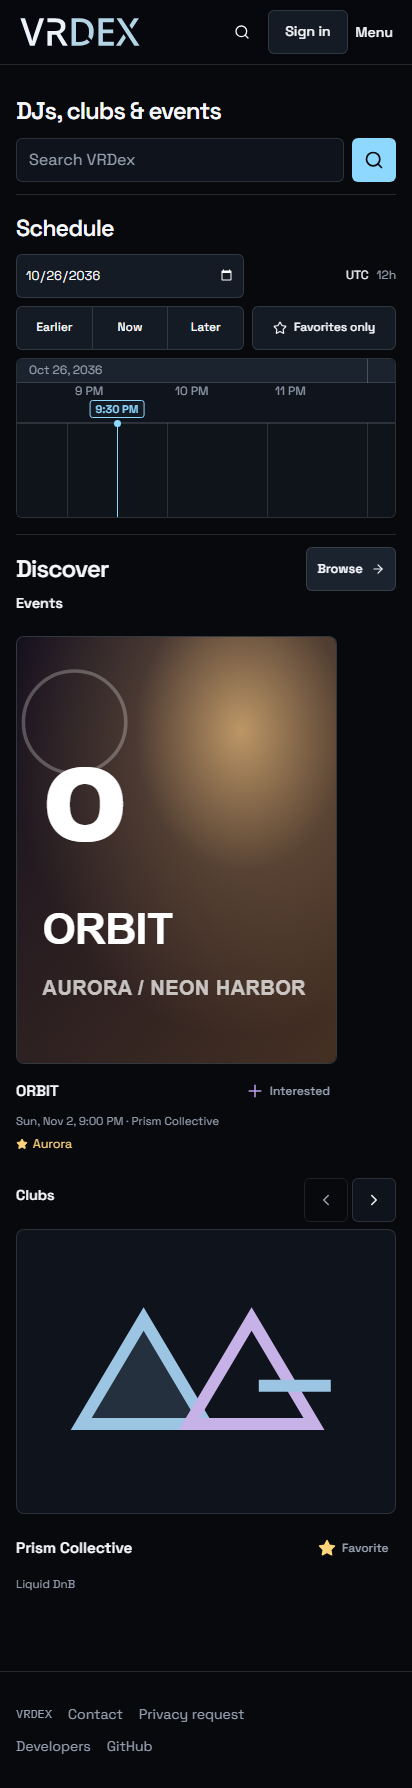 VRDEX
Sign in
Menu
DJs, clubs & events
Search VRDex
Schedule
10/26/2036
UTC 12h
Earlier
Now
Later
Favorites only
Oct 26, 2036
9 PM
10 PM
11 PM
9:30 PM
Discover
Browse
Events
O
ORBIT
AURORA / NEON HARBOR
ORBIT
Interested
Sun, Nov 2, 9:00 PM · Prism Collective
Aurora
Clubs
Prism Collective
Favorite
Liquid DnB
VRDEX Contact Privacy request
Developers GitHub